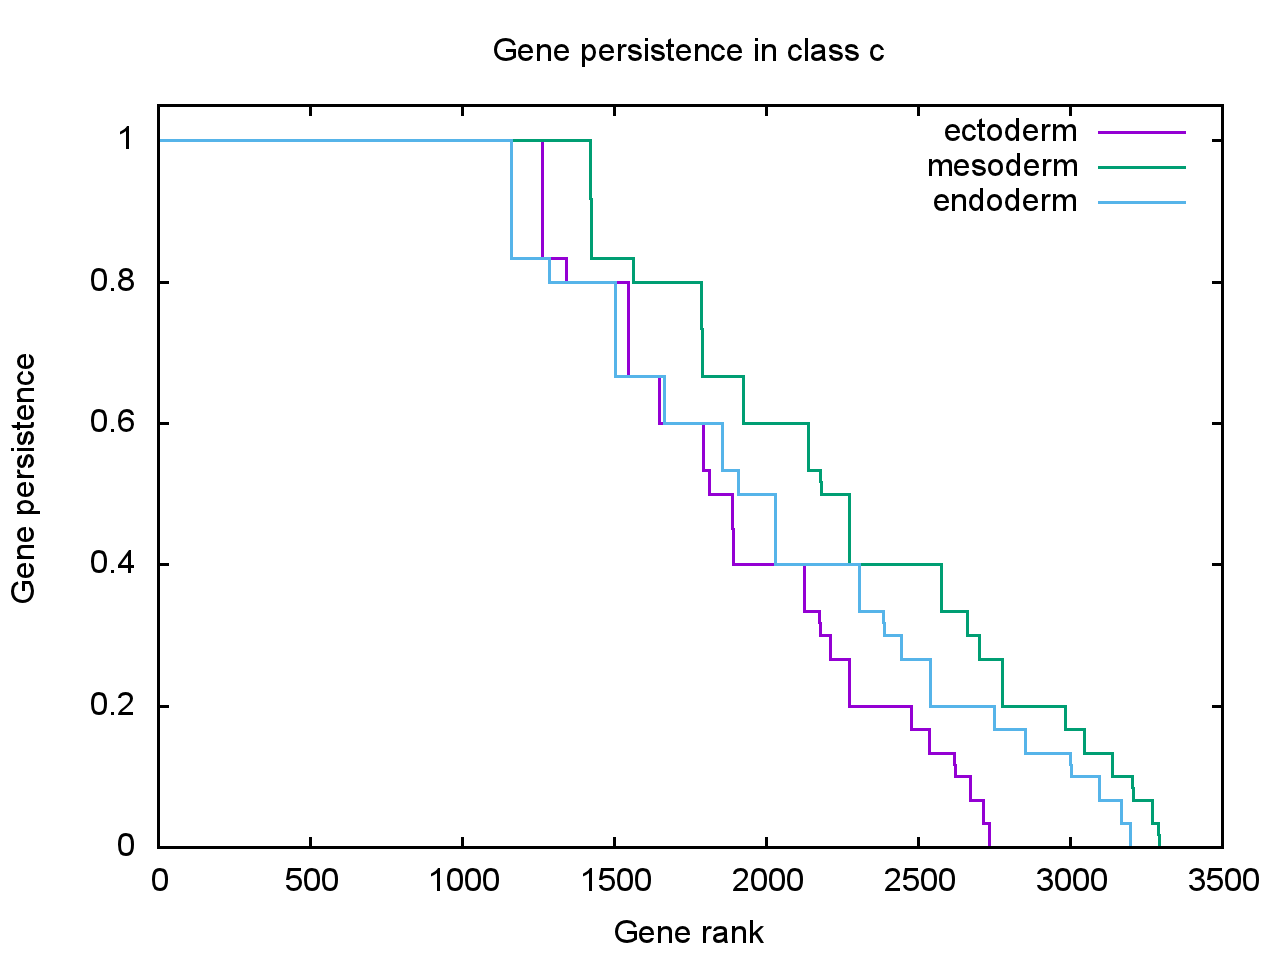 Gene persistence in class c
ectoderm
mesoderm
endoderm
1
0.8
0.6
0.4
0.2
0
Gene persistence
0 500 1000 1500 2000 2500 3000 3500
Gene rank